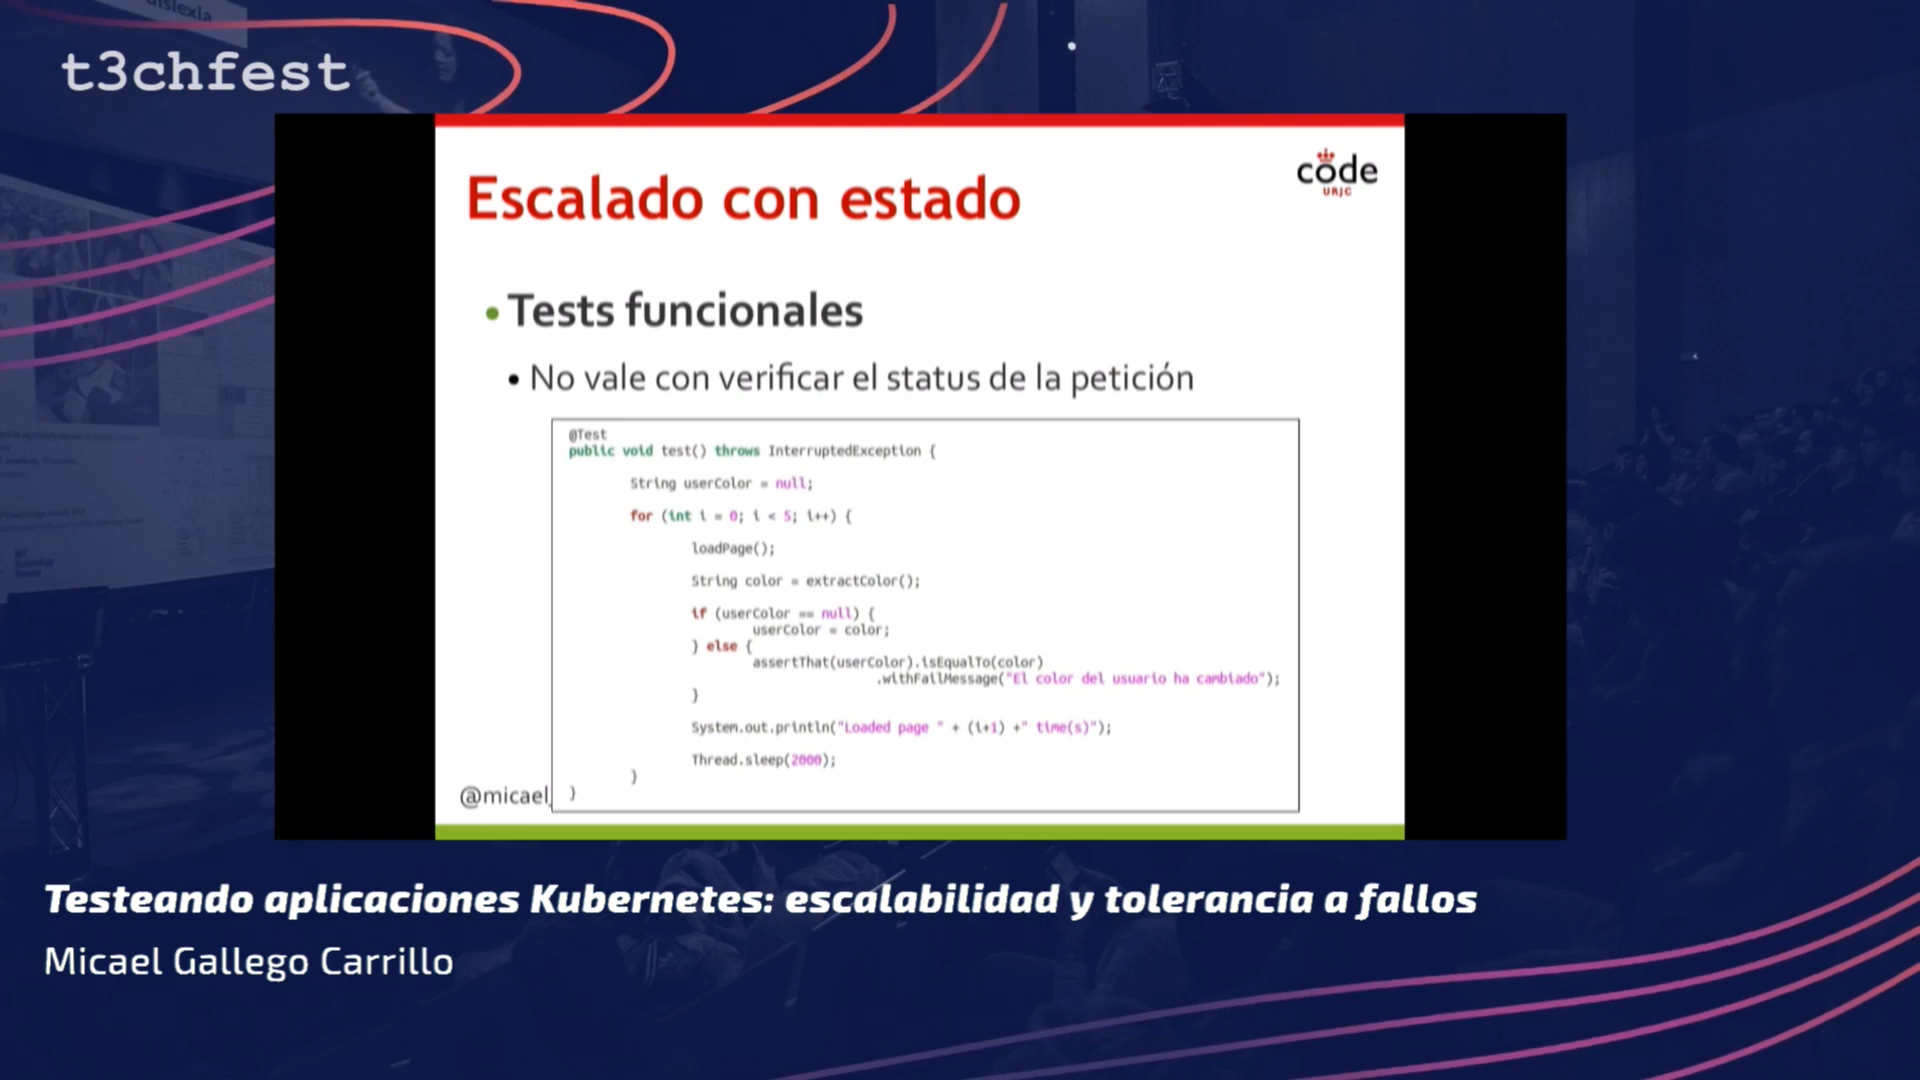 dislexia
t3chfest
code
URJC
Escalado con estado
• Tests funcionales
• No vale con verificar el status de la petición
@Test
public void test() throws InterruptedException {
String userColor = null;
for (int i = 0; i < 5; i++) {
loadPage();
String color = extractColor();
if (userColor == null) {
userColor = color;
} else {
assertThat(userColor).isEqualTo(color)
.withFailMessage("El color del usuario ha cambiado");
}
System.out.println("Loaded page " + (i+1) +" time(s)");
Thread.sleep(2000);
}
}
@micael_
Testeando aplicaciones Kubernetes: escalabilidad y tolerancia a fallos
Micael Gallego Carrillo